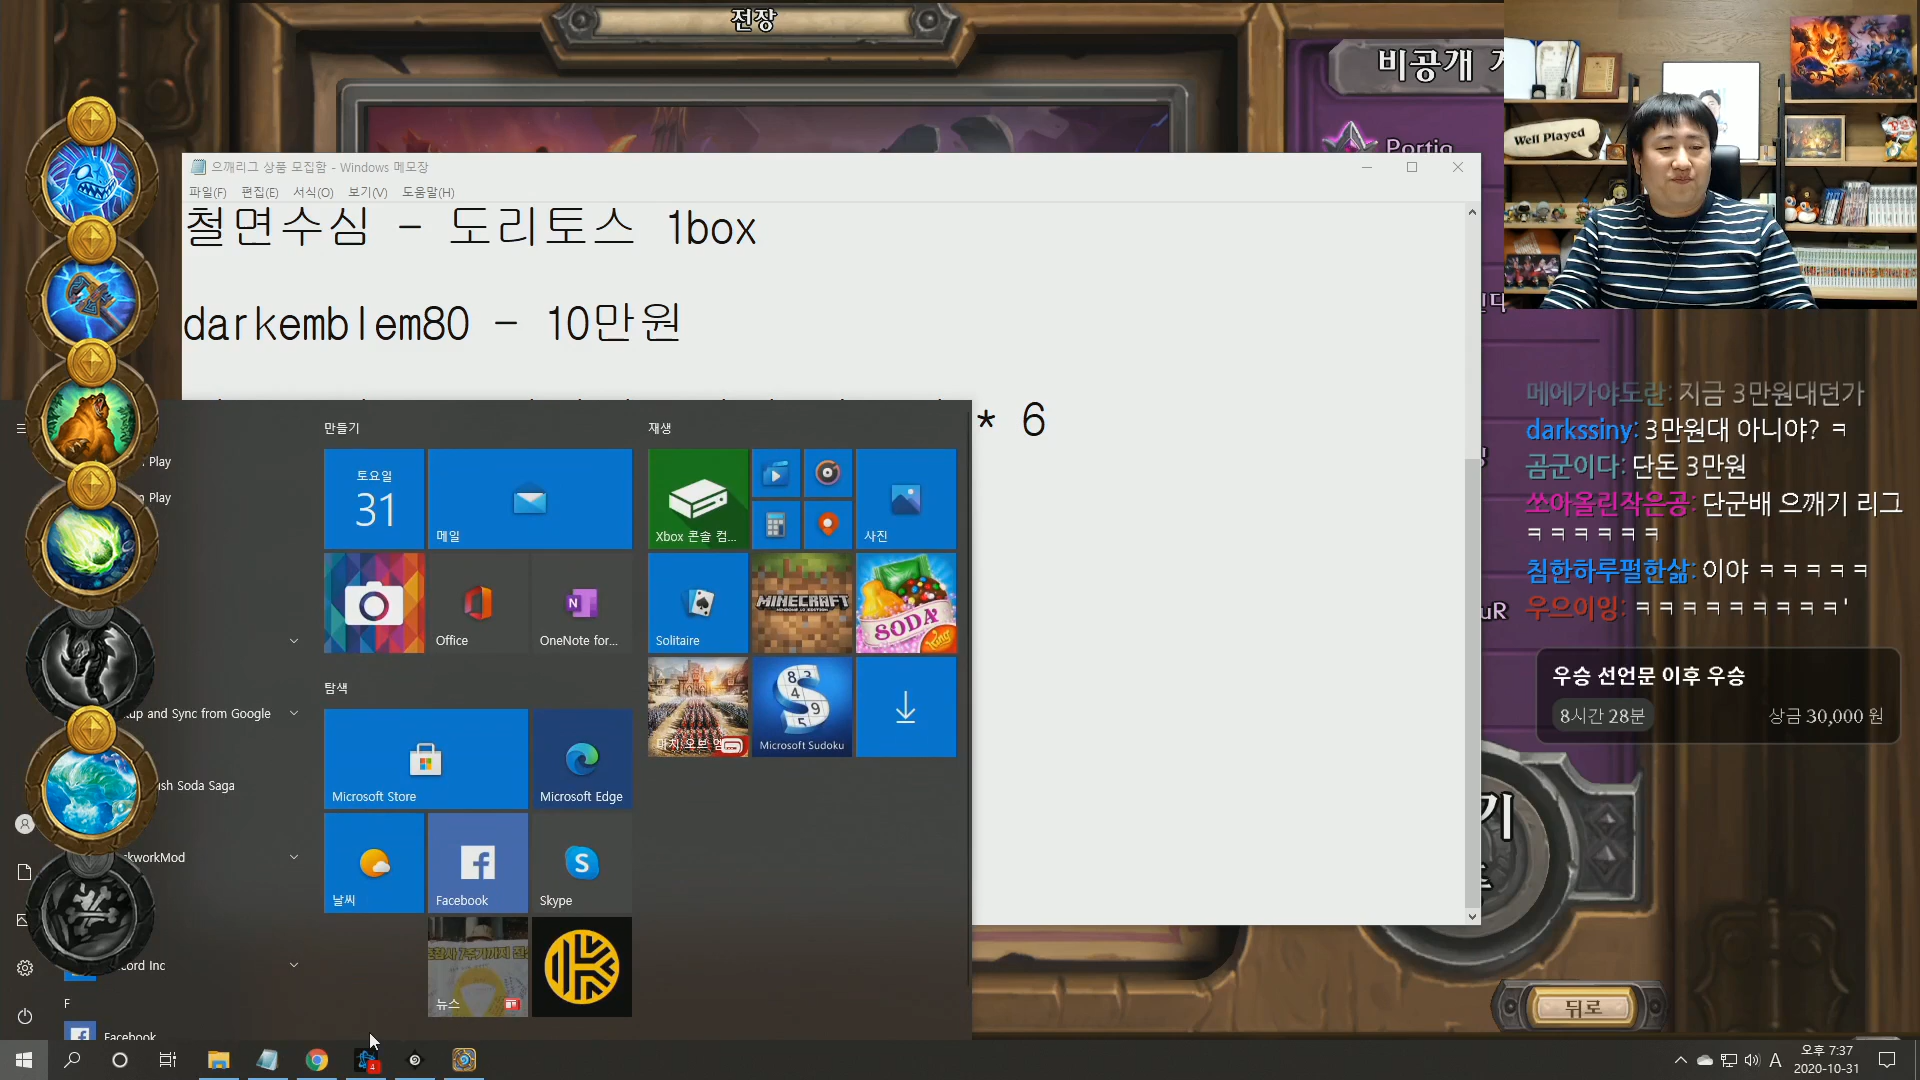 전장
비공개
Portia
Well Played
으깨리그 상품 모집함 - Windows 메모장
파일(F) 편집(E) 서식(O) 보기(V) 도움말(H)
철면수심 - 도리토스 1box
darkemblem80 - 10만원
* 6
만들기
재생
Play
Play
토요일
31
메일
Xbox 콘솔 컴...
사진
Office
OneNote for...
Solitaire
MINECRAFT
SODA
King
탐색
up and Sync from Google
Microsoft Sudoku
Microsoft Store
Microsoft Edge
ish Soda Saga
ckworkMod
날씨
Facebook
Skype
cord Inc
뉴스
F
Facebook
메에가야도란: 지금 3만원대던가
darkssiny: 3만원대 아니야? ㅋ
곰군이다: 단돈 3만원
쏘아올린작은공: 단군배 으깨기 리그
ㅋㅋㅋㅋㅋㅋ
침한하루펄한삶: 이야 ㅋㅋㅋㅋㅋ
우으이잉: ㅋㅋㅋㅋㅋㅋㅋㅋㅋ'
uR
우승 선언문 이후 우승
8시간 28분
상금 30,000 원
기
뒤로
4
A
오후 7:37
2020-10-31